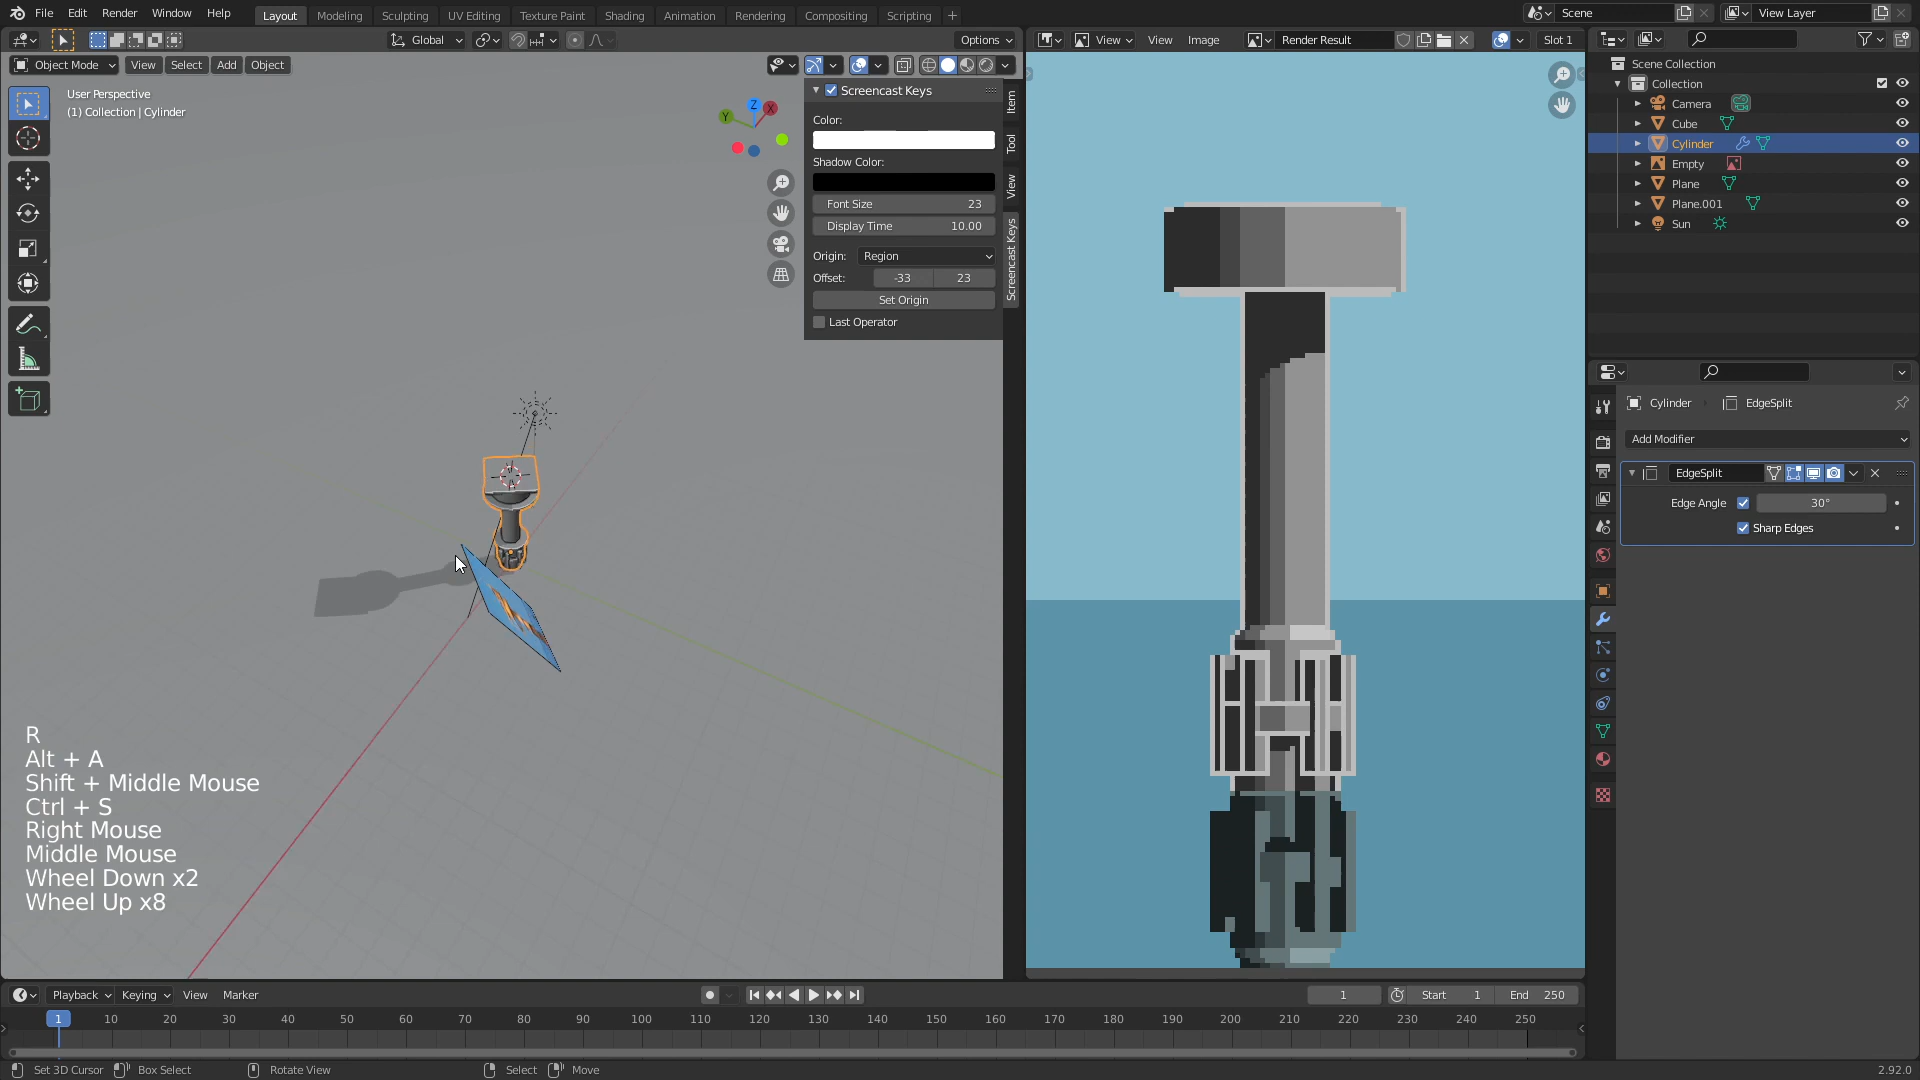 File Edit Render Window Help Layout Modeling Sculpting UV Editing Texture Paint Shading Animation Rendering Compositing Scripting + Scene View Layer
Global Options View View Image Render Result Slot 1
Object Mode View Select Add Object
User Perspective
(1) Collection | Cylinder
Z X Y
Screencast Keys
Color:
Shadow Color:
Font Size 23
Display Time 10.00
Origin: Region
Offset: -33 23
Set Origin
Last Operator
Item
Tool
View
Screencast Keys
R
Alt + A
Shift + Middle Mouse
Ctrl + S
Right Mouse
Middle Mouse
Wheel Down x2
Wheel Up x8
Scene Collection
Collection
Camera
Cube
Cylinder
Empty
Plane
Plane.001
Sun
Cylinder EdgeSplit
Add Modifier
EdgeSplit
Edge Angle 30°
Sharp Edges
Playback Keying View Marker 1 Start 1 End 250
1 10 20 30 40 50 60 70 80 90 100 110 120 130 140 150 160 170 180 190 200 210 220 230 240 250
Set 3D Cursor Box Select Rotate View Select Move 2.92.0